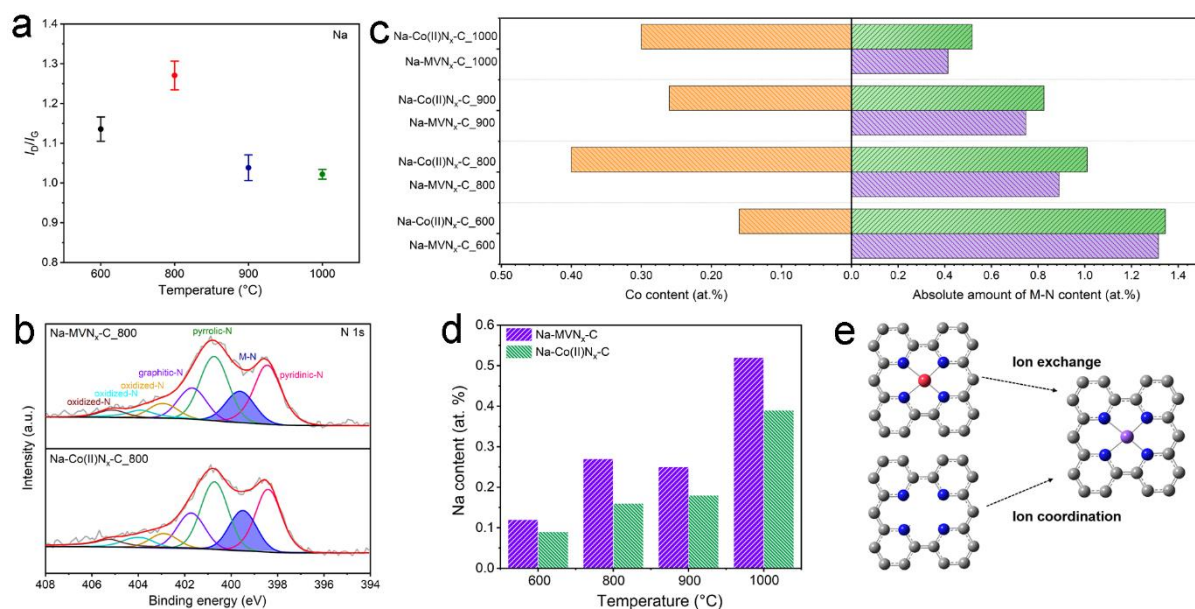 a
Na
I_D/I_G
1.4
1.3
1.2
1.1
1.0
0.9
0.8
600 800 900 1000
Temperature (°C)
b
Na-MVNₓ-C_800
N 1s
pyrrolic-N
M-N
graphitic-N
pyridinic-N
oxidized-N
oxidized-N
oxidized-N
Na-Co(II)Nₓ-C_800
Intensity (a.u.)
408 406 404 402 400 398 396 394
Binding energy (eV)
c
Na-Co(II)Nₓ-C_1000
Na-MVNₓ-C_1000
Na-Co(II)Nₓ-C_900
Na-MVNₓ-C_900
Na-Co(II)Nₓ-C_800
Na-MVNₓ-C_800
Na-Co(II)Nₓ-C_600
Na-MVNₓ-C_600
0.50 0.40 0.30 0.20 0.10 0.0 0.2 0.4 0.6 0.8 1.0 1.2 1.4
Co content (at.%) Absolute amount of M-N content (at.%)
d
Na-MVNₓ-C
Na-Co(II)Nₓ-C
Na content (at. %)
0.6
0.5
0.4
0.3
0.2
0.1
0.0
600 800 900 1000
Temperature (°C)
e
Ion exchange
Ion coordination